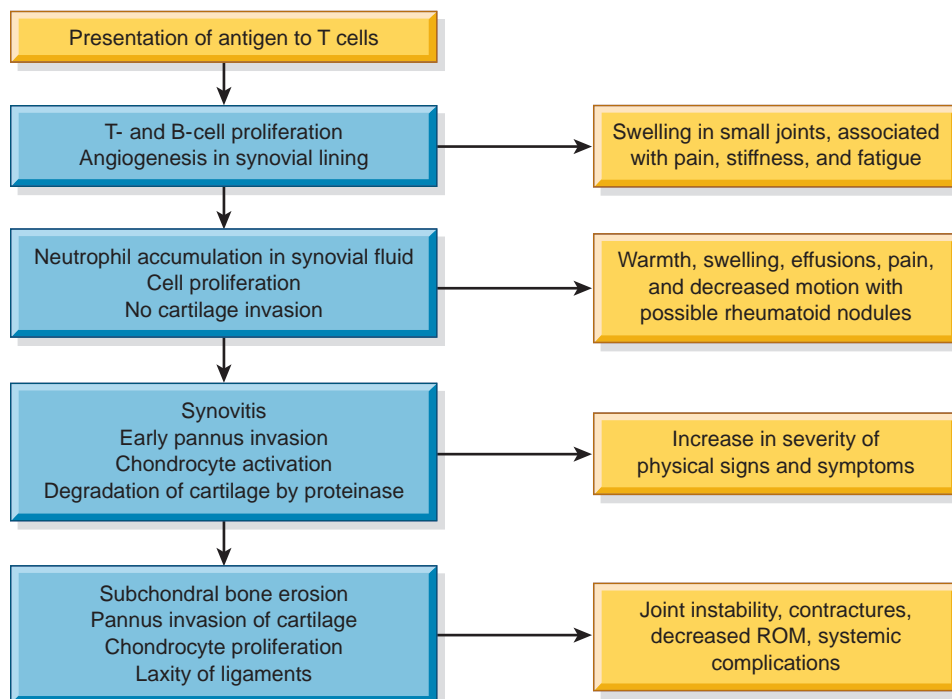 Presentation of antigen to T cells
T- and B-cell proliferation
Angiogenesis in synovial lining
Swelling in small joints, associated
with pain, stiffness, and fatigue
Neutrophil accumulation in synovial fluid
Cell proliferation
No cartilage invasion
Warmth, swelling, effusions, pain,
and decreased motion with
possible rheumatoid nodules
Synovitis
Early pannus invasion
Chondrocyte activation
Degradation of cartilage by proteinase
Increase in severity of
physical signs and symptoms
Subchondral bone erosion
Pannus invasion of cartilage
Chondrocyte proliferation
Laxity of ligaments
Joint instability, contractures,
decreased ROM, systemic
complications